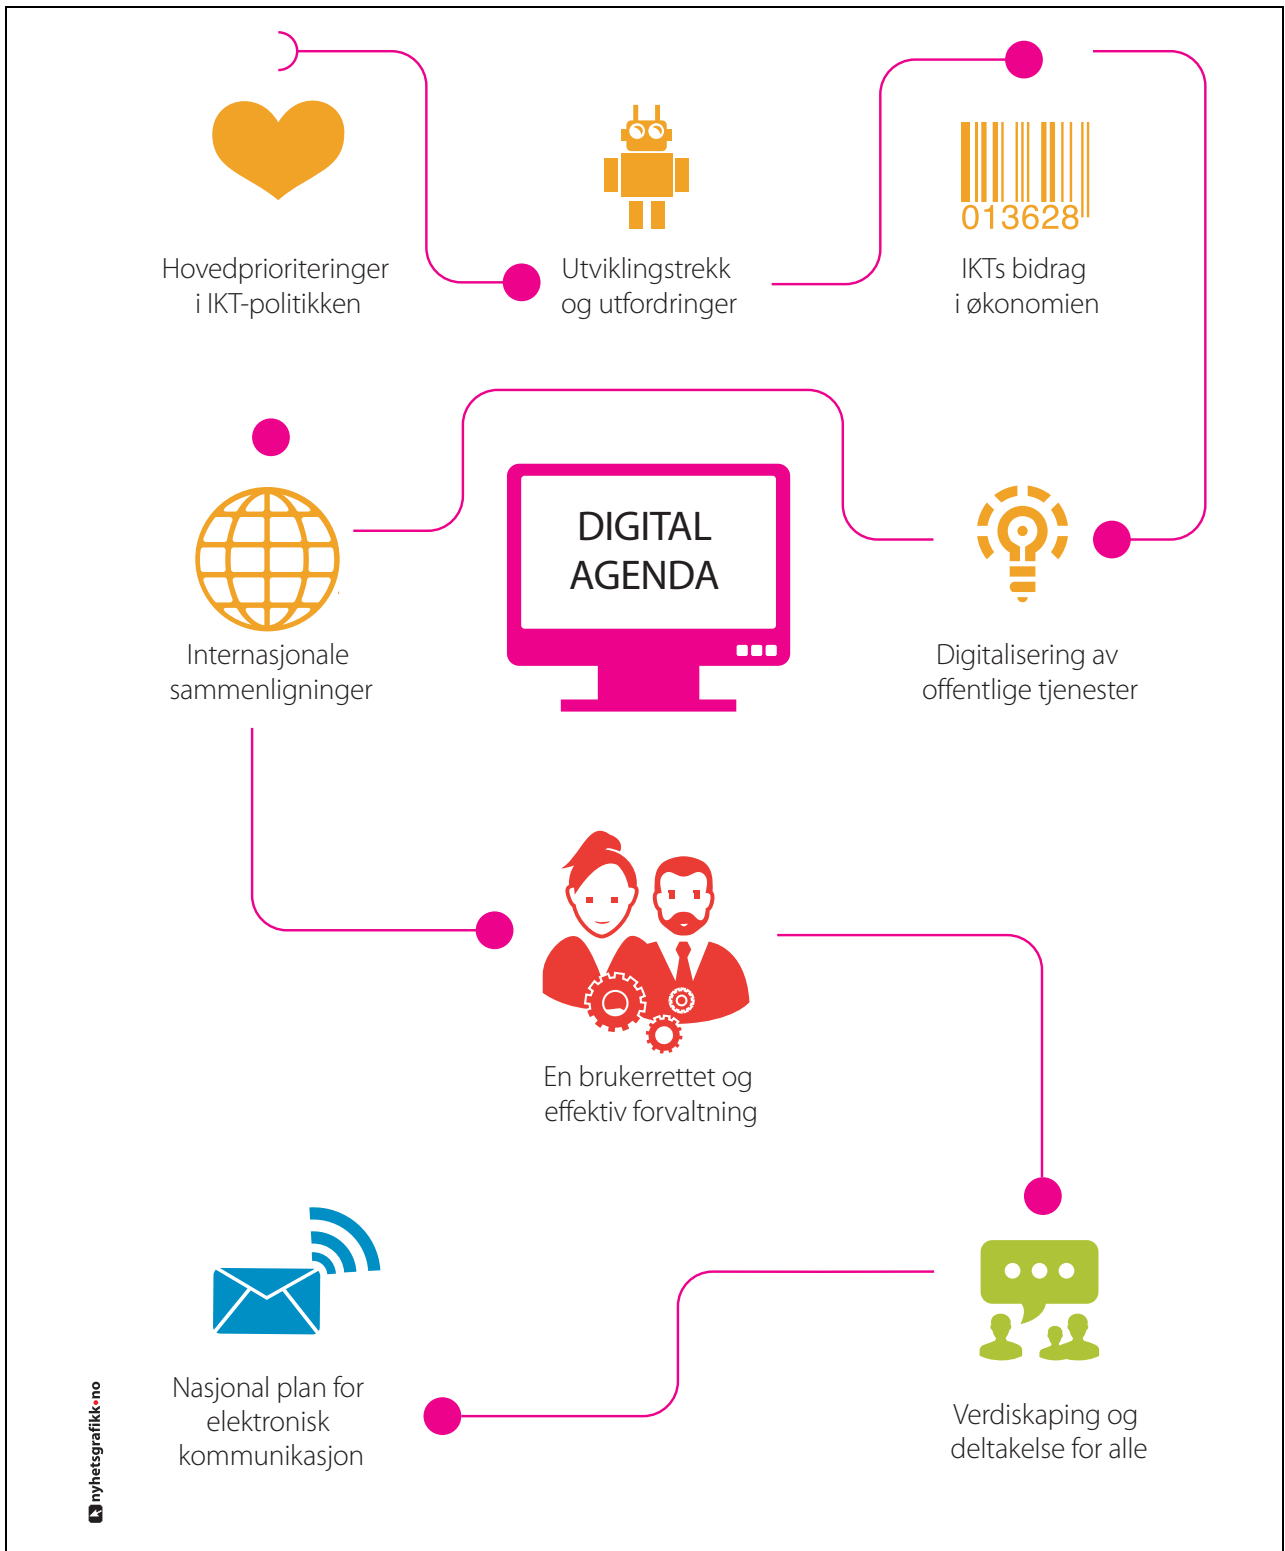 013628
Hovedprioriteringer
i IKT-politikken
Utviklingstrekk
og utfordringer
IKTs bidrag
i økonomien
DIGITAL
AGENDA
Internasjonale
sammenligninger
Digitalisering av
offentlige tjenester
En brukerrettet og
effektiv forvaltning
Nasjonal plan for
elektronisk
kommunikasjon
Verdiskaping og
deltakelse for alle
nyhetsgrafikk•no